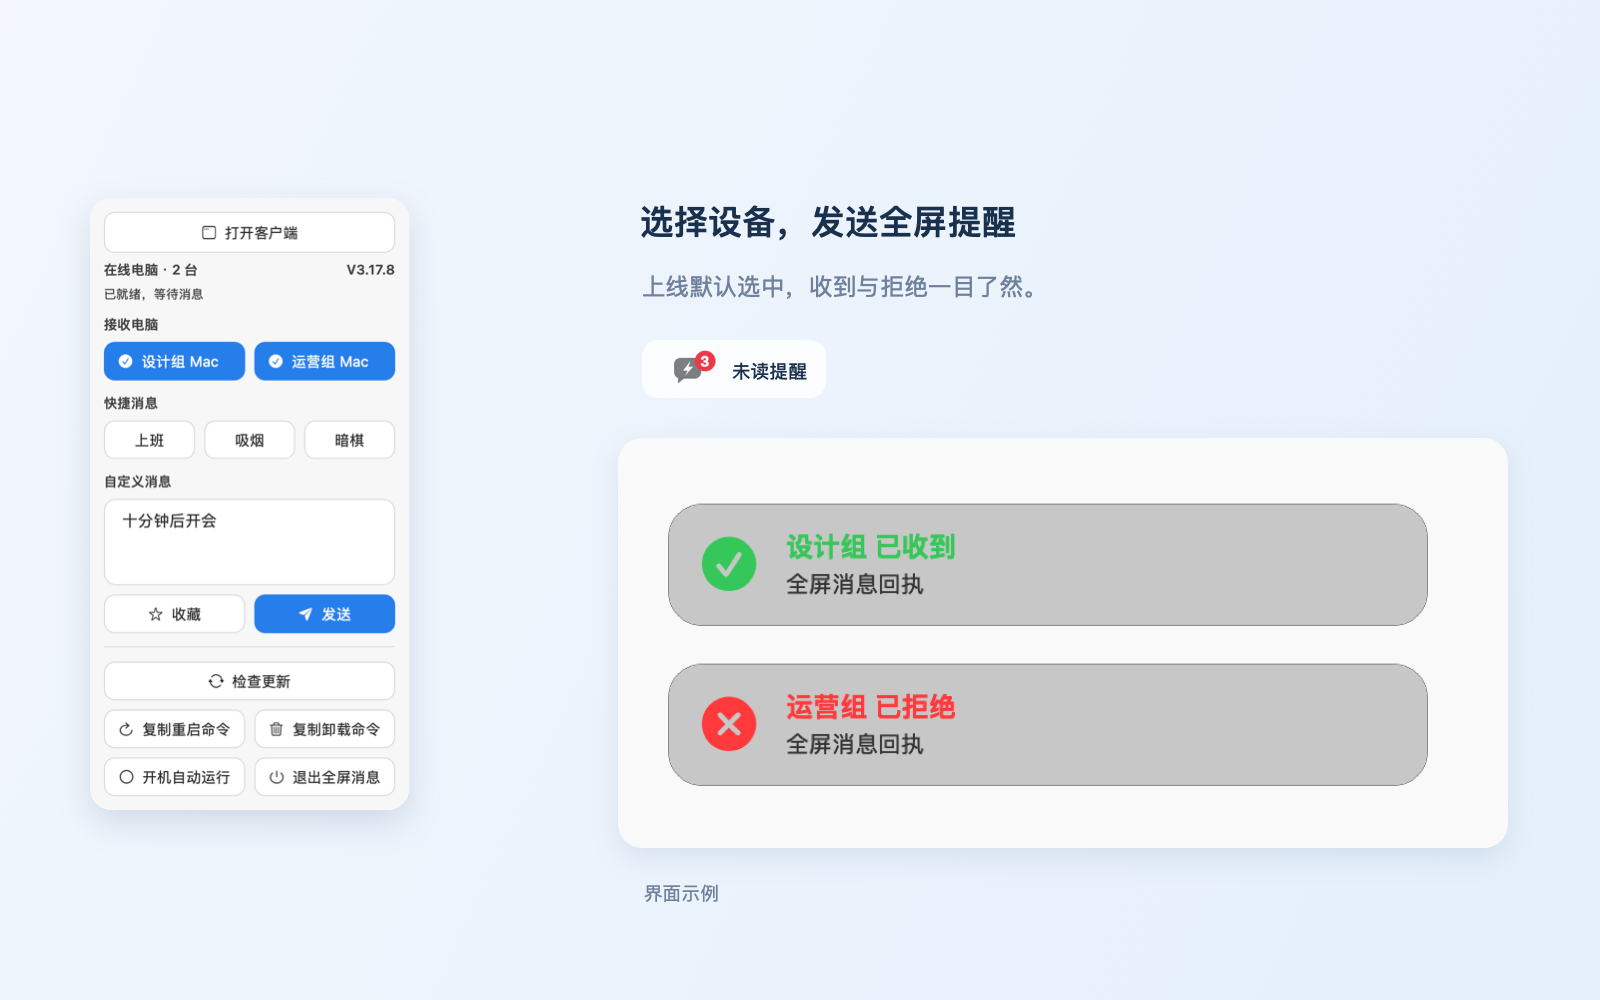 打开客户端
在线电脑 · 2 台 V3.17.8
已就绪，等待消息
接收电脑
设计组 Mac 运营组 Mac
快捷消息
上班 吸烟 暗棋
自定义消息
十分钟后开会
收藏 发送
检查更新
复制重启命令 复制卸载命令
开机自动运行 退出全屏消息
选择设备，发送全屏提醒
上线默认选中，收到与拒绝一目了然。
3 未读提醒
设计组 已收到
全屏消息回执
运营组 已拒绝
全屏消息回执
界面示例